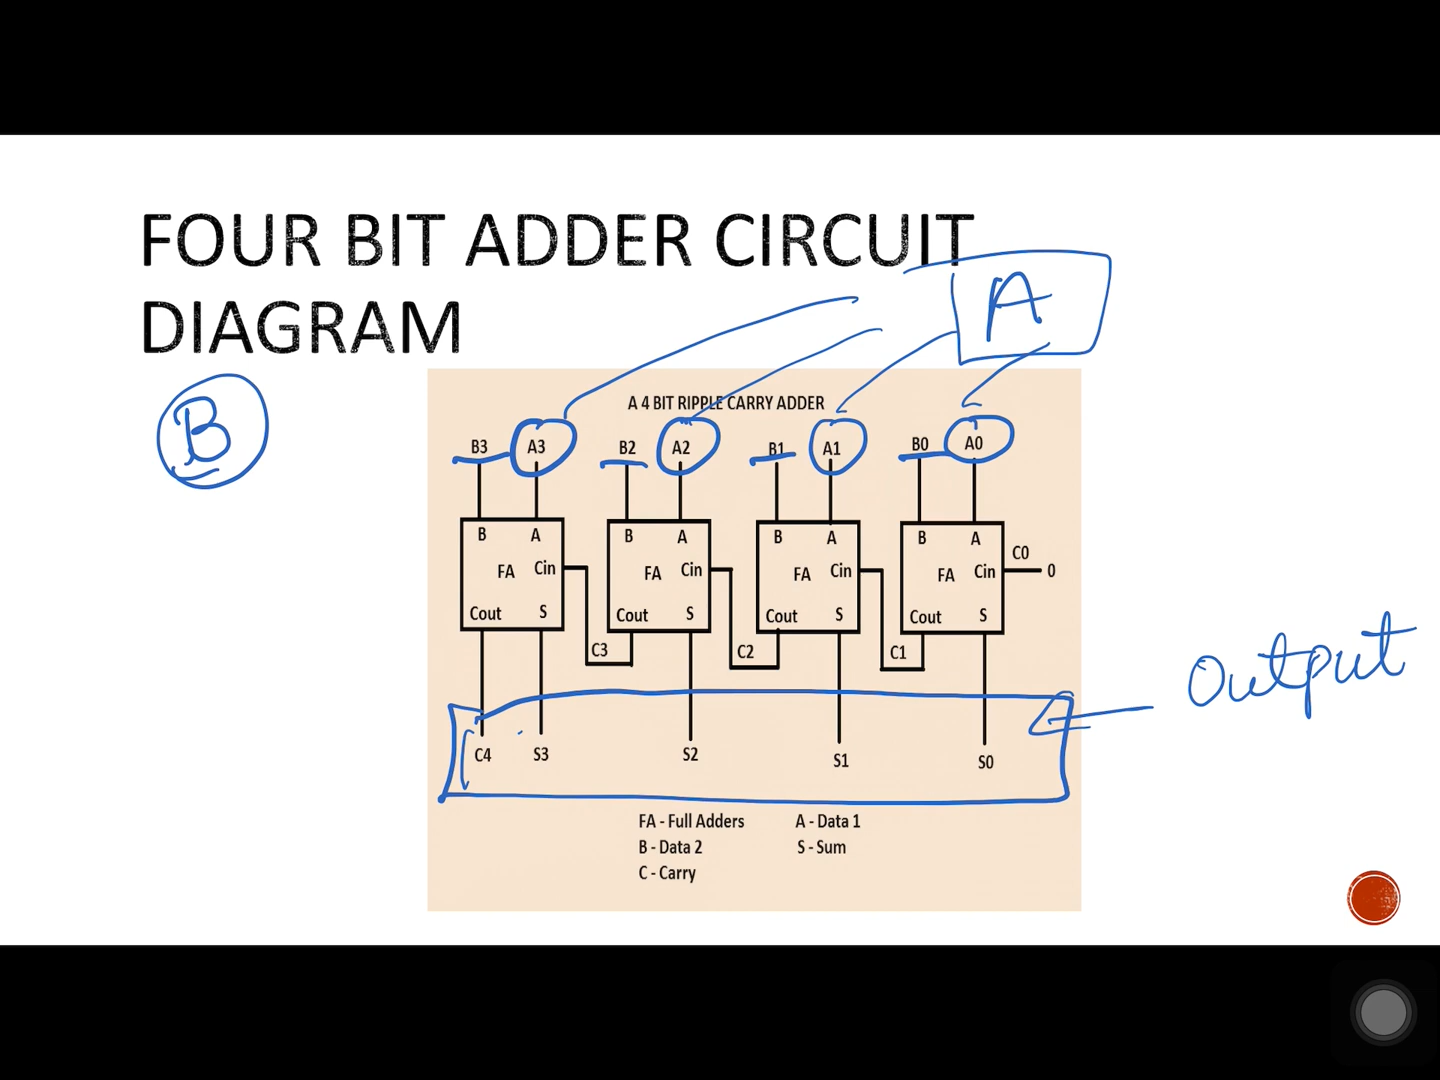 FOUR BIT ADDER CIRCUIT
DIAGRAM
A
B
A 4 BIT RIPPLE CARRY ADDER
B3 A3 B2 A2 B1 A1 B0 A0
B A B A B A B A
C0
FA Cin FA Cin FA Cin FA Cin 0
Cout S Cout S Cout S Cout S
C3 C2 C1
Output
C4 S3 S2 S1 S0
FA - Full Adders A - Data 1
B - Data 2 S - Sum
C - Carry